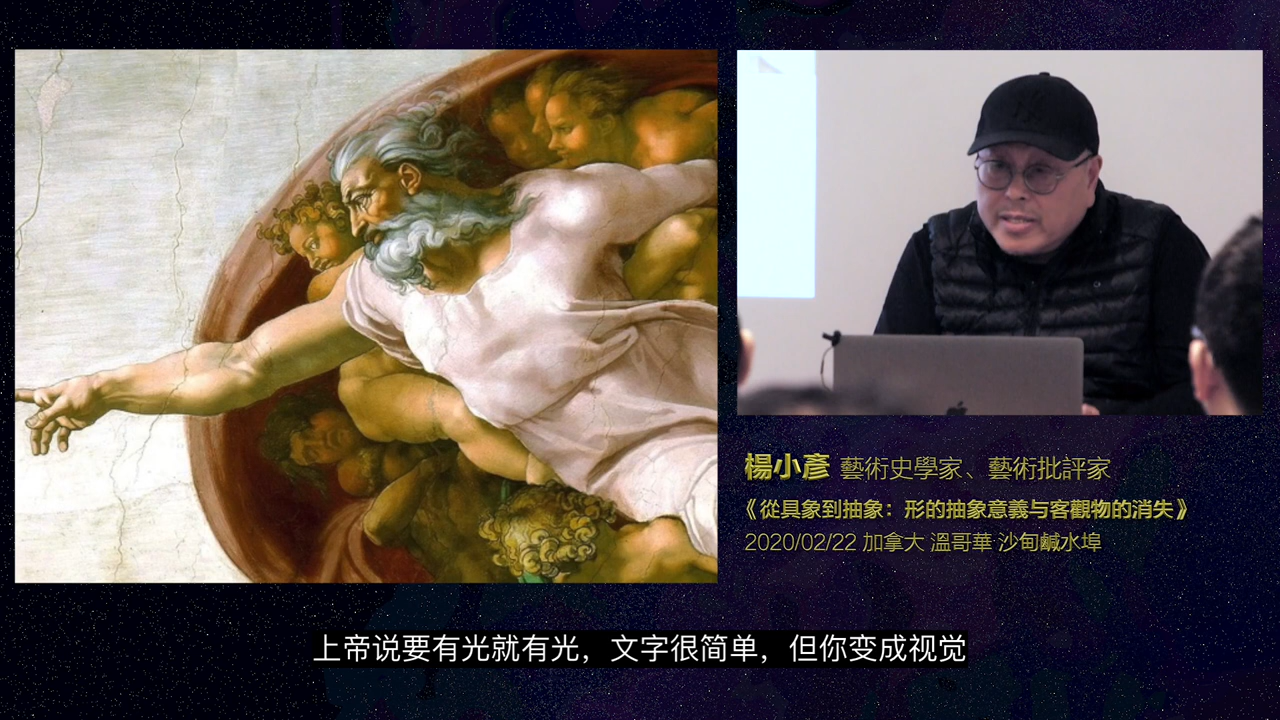 楊小彥 藝術史學家、藝術批評家
《從具象到抽象：形的抽象意義与客觀物的消失》
2020/02/22 加拿大 溫哥華 沙甸鹹水埠
上帝说要有光就有光，文字很简单，但你变成视觉